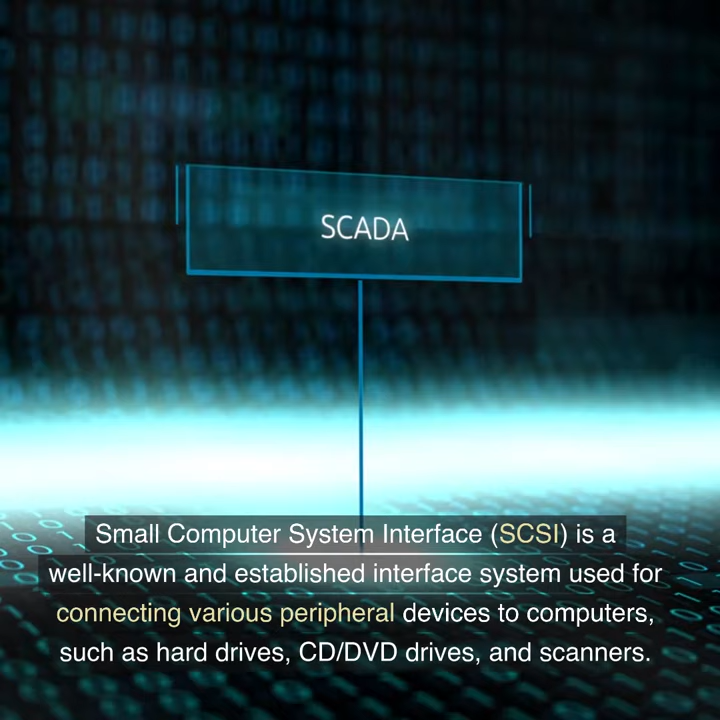 SCADA
Small Computer System Interface (SCSI) is a
well-known and established interface system used for
connecting various peripheral devices to computers,
such as hard drives, CD/DVD drives, and scanners.